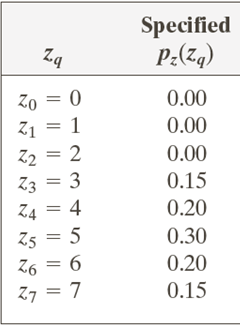 Specified
z_q p_z(z_q)
z_0 = 0 0.00
z_1 = 1 0.00
z_2 = 2 0.00
z_3 = 3 0.15
z_4 = 4 0.20
z_5 = 5 0.30
z_6 = 6 0.20
z_7 = 7 0.15